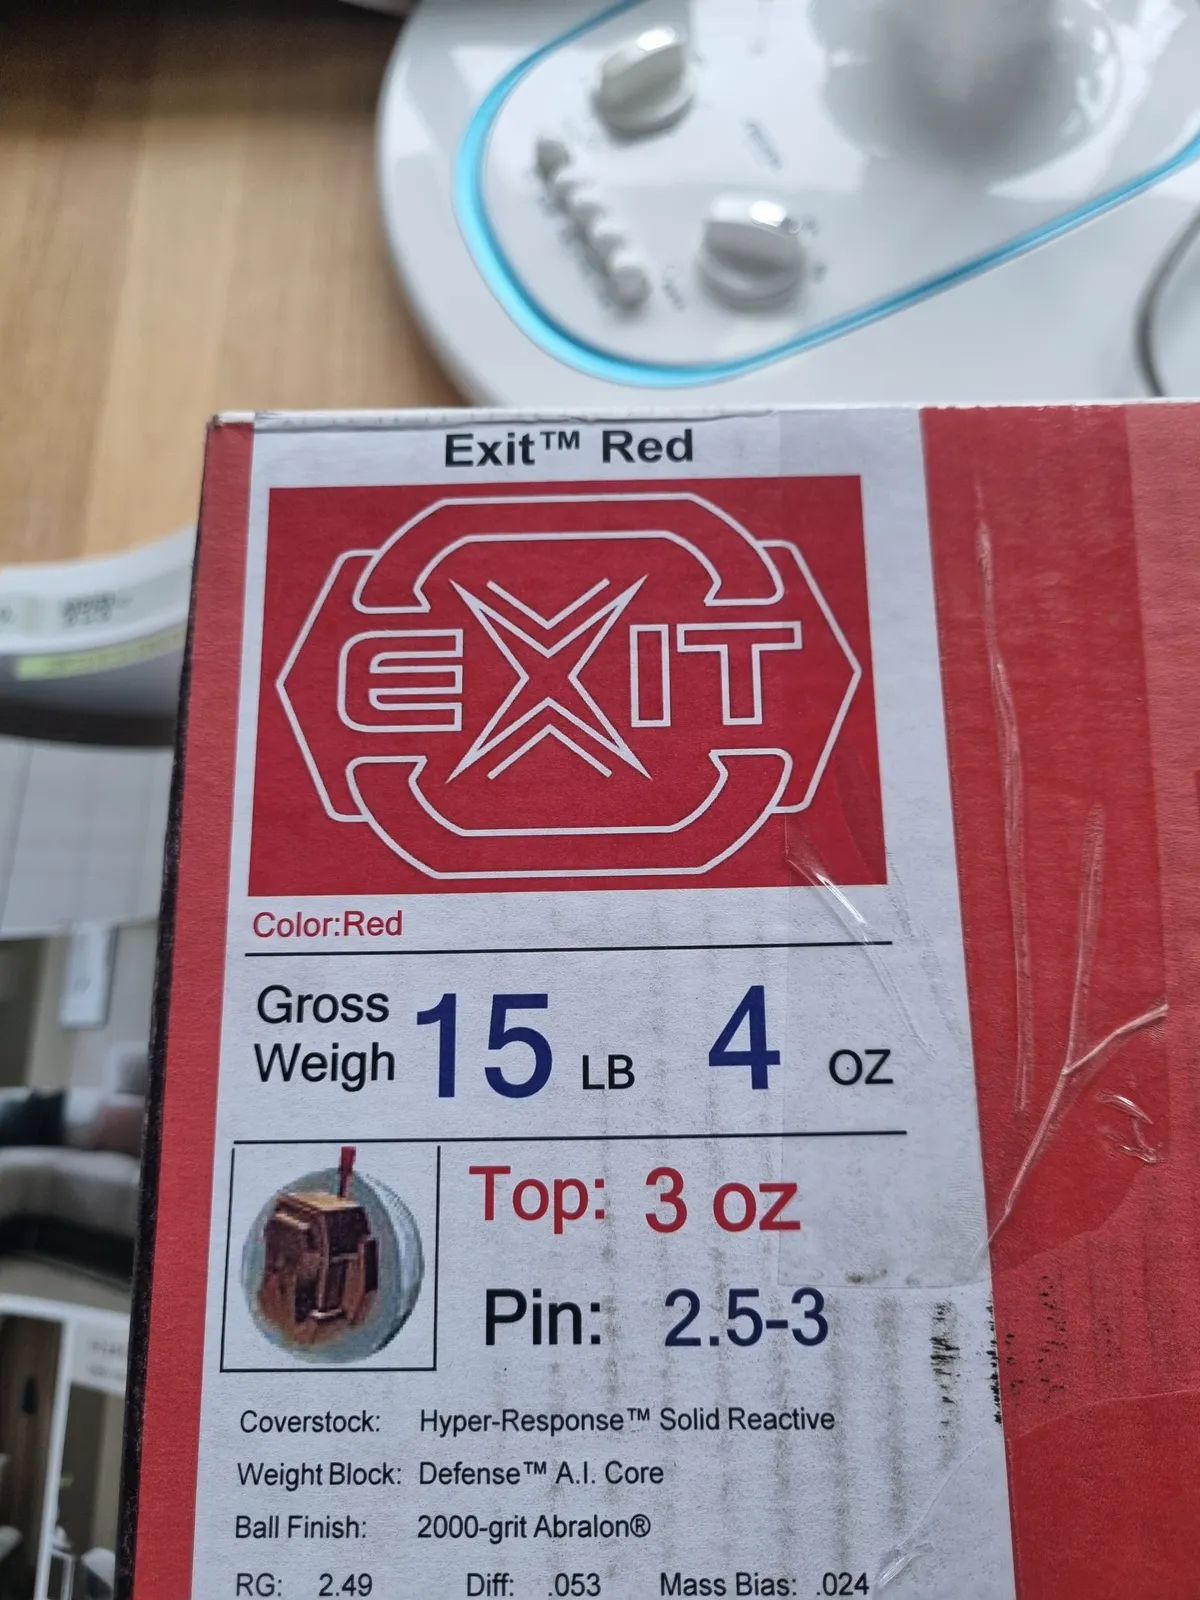 Exit™ Red
EXIT
Color:Red
Gross
Weigh 15 LB 4 OZ
Top: 3 oz
Pin: 2.5-3
Coverstock: Hyper-Response™ Solid Reactive
Weight Block: Defense™ A.I. Core
Ball Finish: 2000-grit Abralon®
RG: 2.49 Diff: .053 Mass Bias: .024